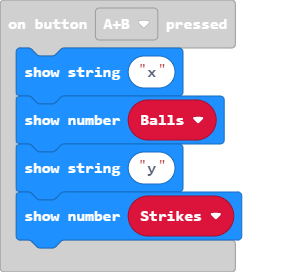 on button A+B pressed
show string "x"
show number Balls
show string "y"
show number Strikes